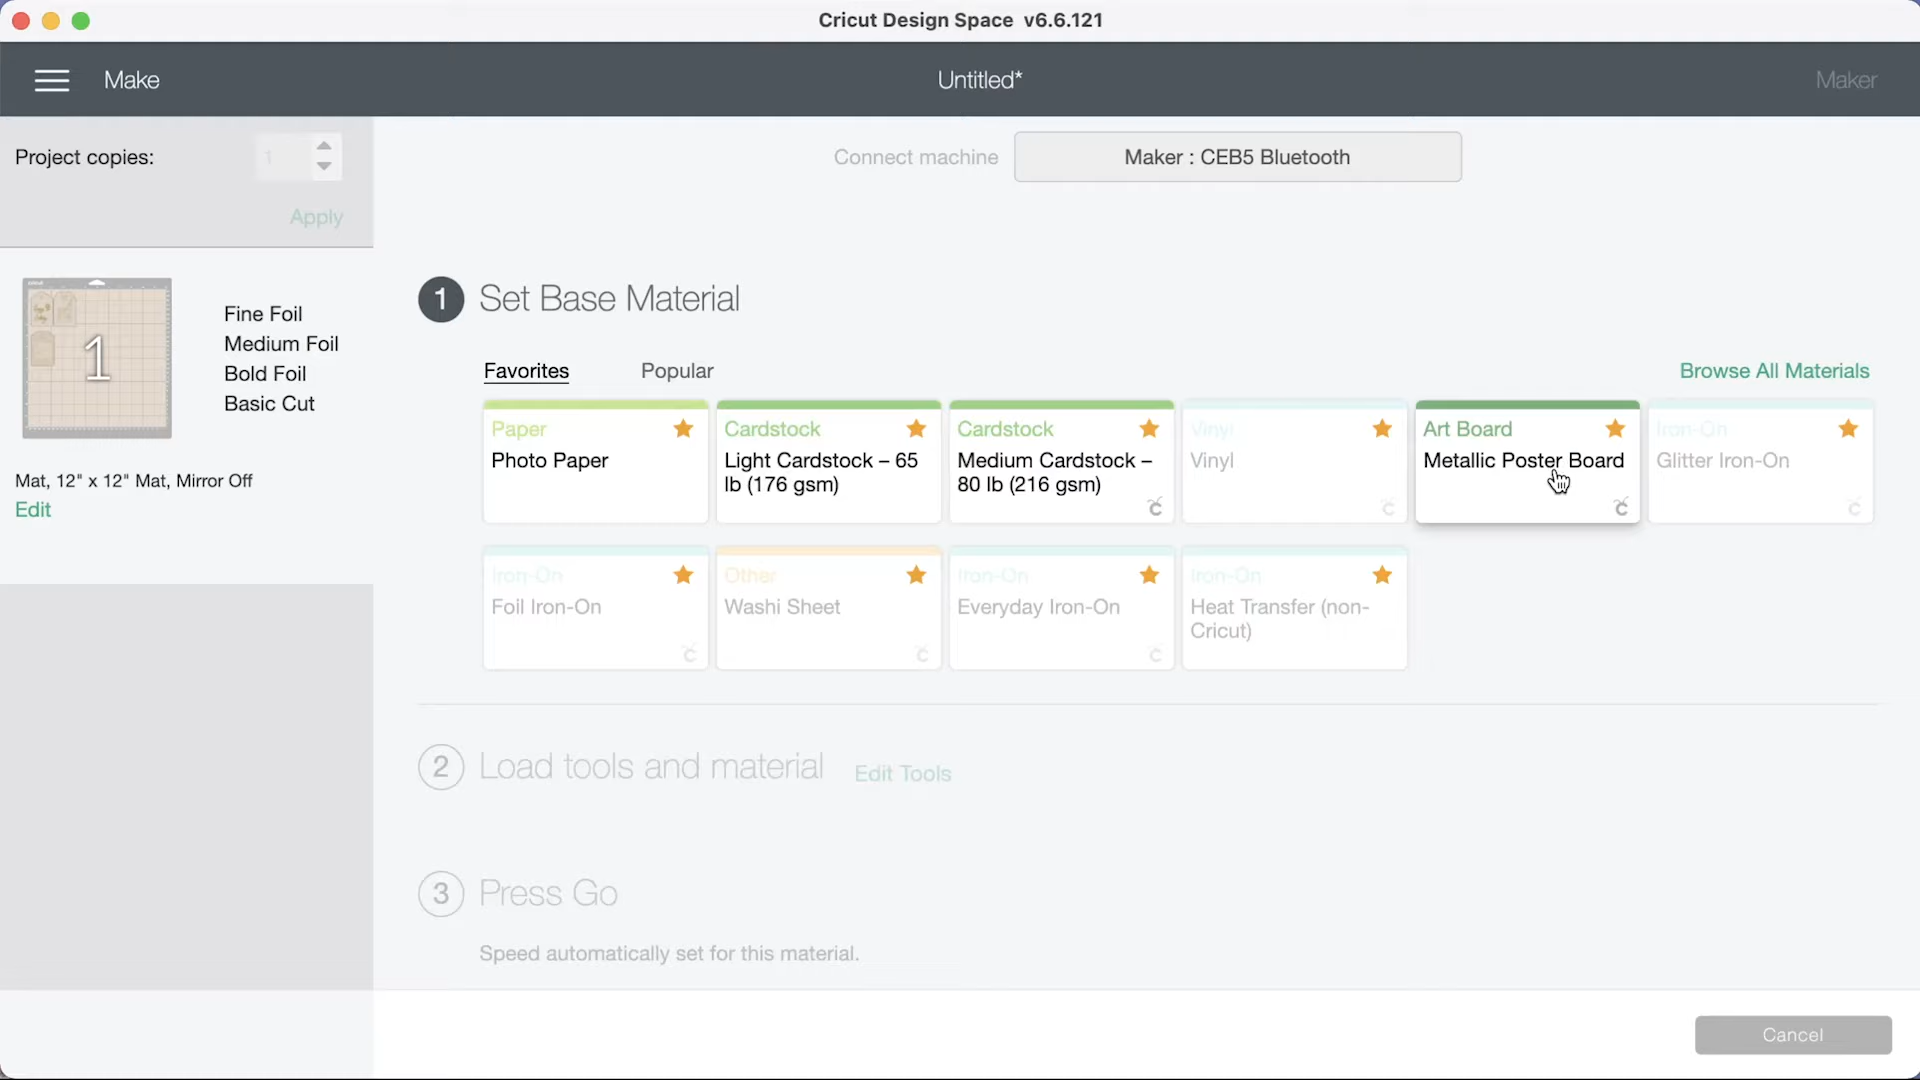 Cricut Design Space v6.6.121
Make
Untitled*
Maker
Project copies:
1
Connect machine
Maker : CEB5 Bluetooth
Apply
1
Set Base Material
1
Fine Foil
Medium Foil
Bold Foil
Basic Cut
Mat, 12" x 12" Mat, Mirror Off
Edit
Favorites
Popular
Browse All Materials
Paper
Photo Paper
Cardstock
Light Cardstock – 65
lb (176 gsm)
Cardstock
Medium Cardstock –
80 lb (216 gsm)
Vinyl
Vinyl
Art Board
Metallic Poster Board
Iron-On
Glitter Iron-On
Iron-On
Foil Iron-On
Other
Washi Sheet
Iron-On
Everyday Iron-On
Iron-On
Heat Transfer (non-
Cricut)
2
Load tools and material
Edit Tools
3
Press Go
Speed automatically set for this material.
Cancel